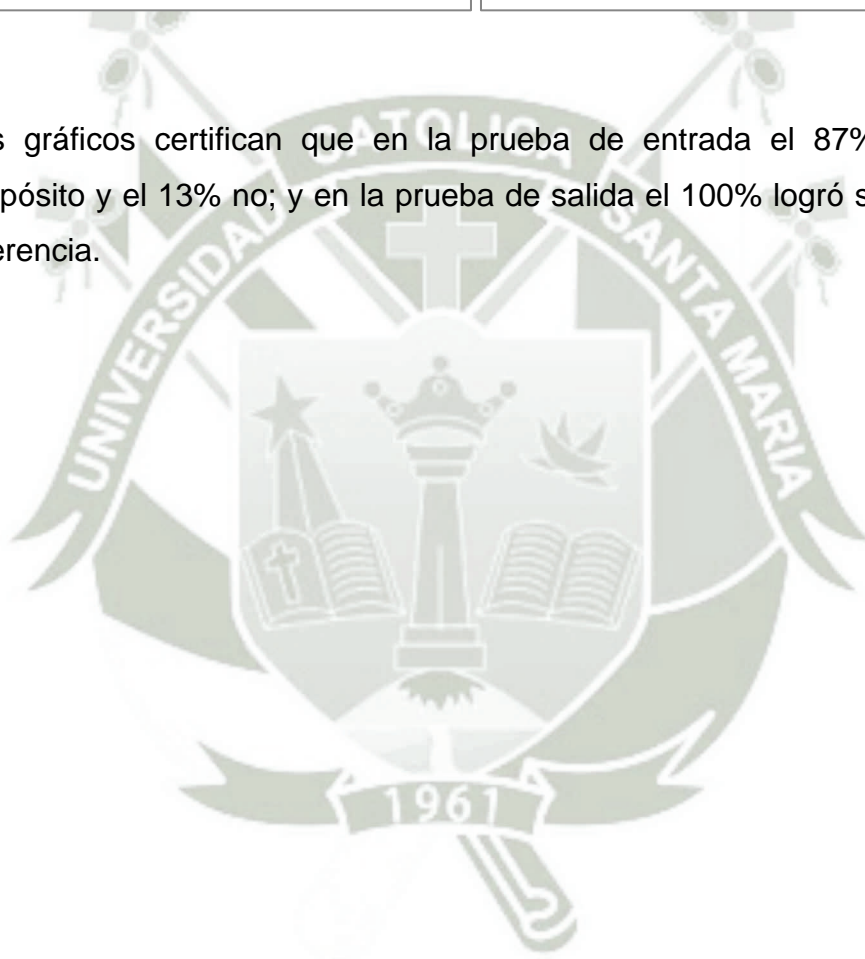 s gráficos certifican que en la prueba de entrada el 87%
pósito y el 13% no; y en la prueba de salida el 100% logró s
erencia.
UNIVERSIDAD CATOLICA SANTA MARIA
1961